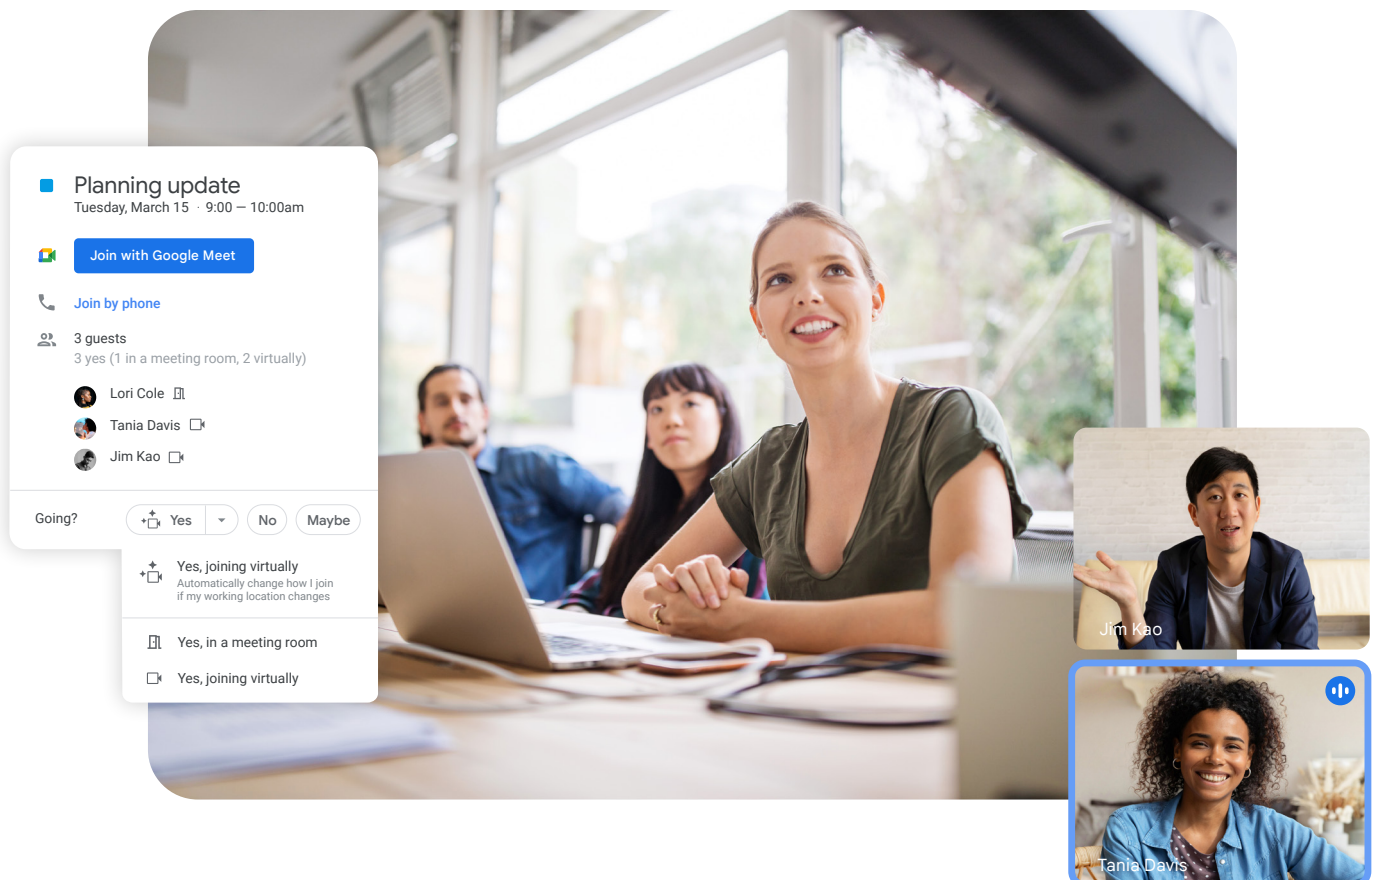 Planning update
Tuesday, March 15 · 9:00 — 10:00am
Join with Google Meet
Join by phone
3 guests
3 yes (1 in a meeting room, 2 virtually)
Lori Cole
Tania Davis
Jim Kao
Going?
Yes
No
Maybe
Yes, joining virtually
Automatically change how I join
if my working location changes
Yes, in a meeting room
Yes, joining virtually
Jim Kao
Tania Davis